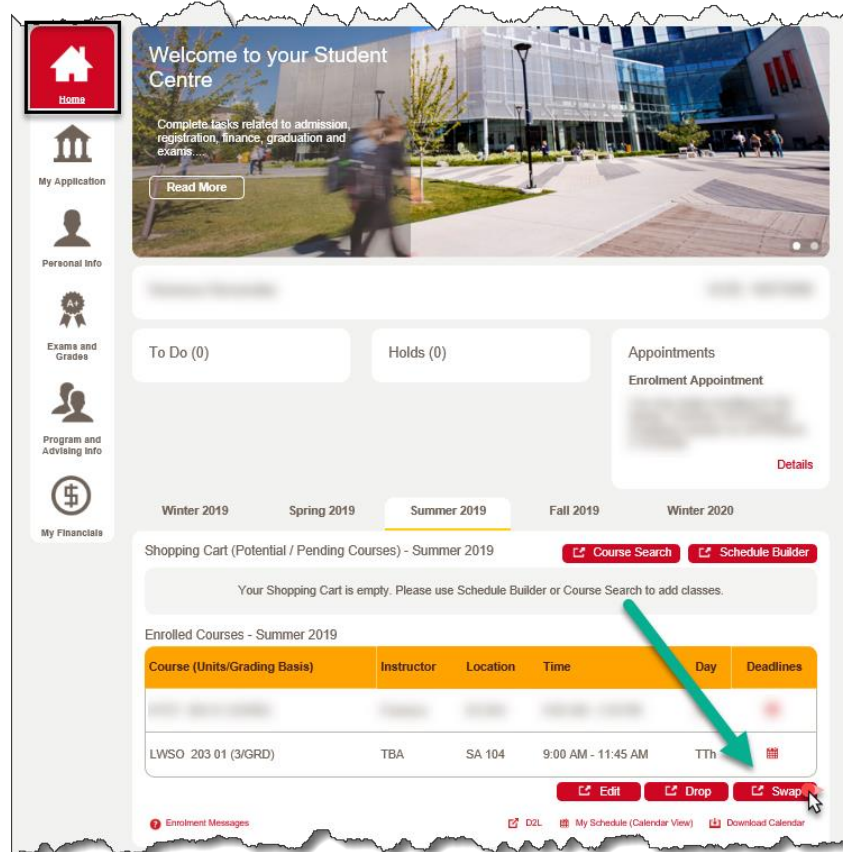 Welcome to your Student
Centre
Complete tasks related to admission,
registration, finance, graduation and
exams....
Read More
Home
My Application
Personal Info
A+
Exams and
Grades
Program and
Advising Info
$
My Financials
To Do (0)
Holds (0)
Appointments
Enrolment Appointment
Details
Winter 2019 Spring 2019 Summer 2019 Fall 2019 Winter 2020
Shopping Cart (Potential / Pending Courses) - Summer 2019 Course Search Schedule Builder
Your Shopping Cart is empty. Please use Schedule Builder or Course Search to add classes.
Enrolled Courses - Summer 2019
Course (Units/Grading Basis) Instructor Location Time Day Deadlines
LWSO 203 01 (3/GRD) TBA SA 104 9:00 AM - 11:45 AM TTh
Edit Drop Swap
Enrolment Messages D2L My Schedule (Calendar View) Download Calendar